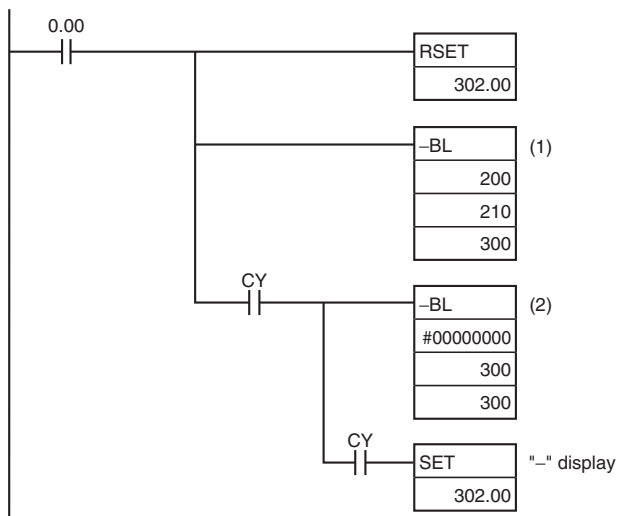 0.00
RSET
302.00
–BL (1)
200
210
300
CY
–BL (2)
#00000000
300
300
CY
SET "–" display
302.00